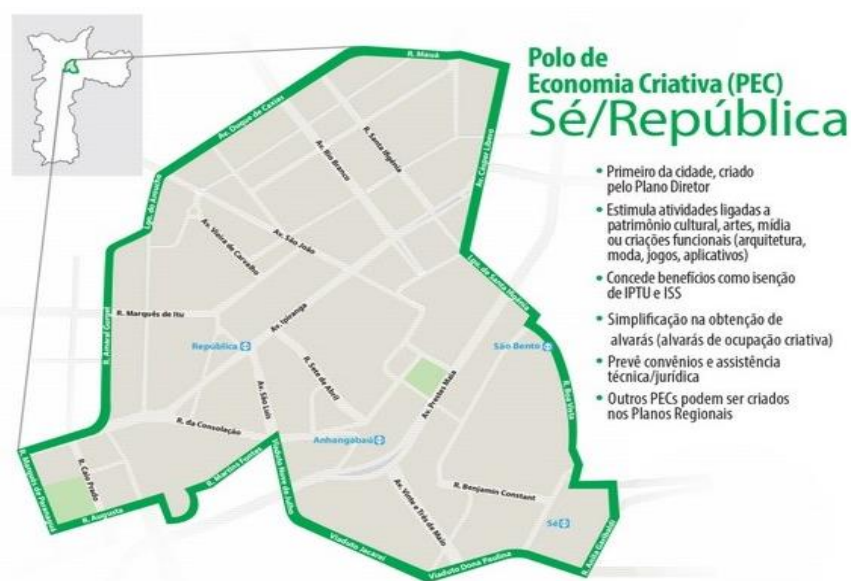 Polo de
Economia Criativa (PEC)
Sé/República
• Primeiro da cidade, criado
pelo Plano Diretor
• Estimula atividades ligadas a
patrimônio cultural, artes, mídia
ou criações funcionais (arquitetura,
moda, jogos, aplicativos)
• Concede benefícios como isenção
de IPTU e ISS
• Simplificação na obtenção de
alvarás (alvarás de ocupação criativa)
• Prevê convênios e assistência
técnica/jurídica
• Outros PECs podem ser criados
nos Planos Regionais
R. Mauá
Av. Duque de Caxias
R. Santa Ifigênia
Av. Rio Branco
Av. Cásper Líbero
Lgo. do Arouche
Av. Vieira de Carvalho
Av. São João
Lgo. da Santa Ifigênia
R. Marquês de Itu
Av. Ipiranga
R. Amaral Gurgel
República
São Bento
R. Sete de Abril
Av. Prestes Maia
Av. São Luis
R. Boa Vista
R. da Consolação
Anhangabaú
R. Martins Fontes
Viaduto Nove de Julho
R. Marquês de Paranaguá
R. Caio Prado
R. Augusta
Av. Vinte e Três de Maio
R. Benjamin Constant
Sé
R. Anita Garibaldi
Viaduto Jacareí
Viaduto Dona Paulina